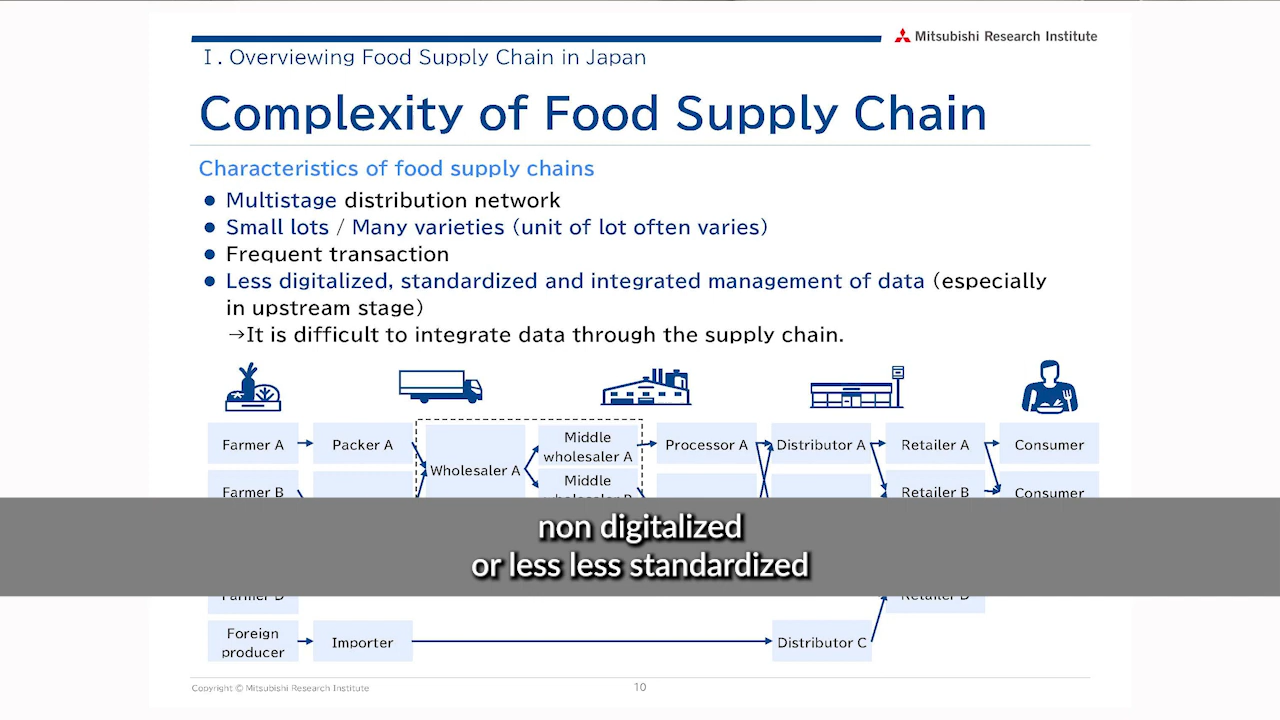 Mitsubishi Research Institute
Ⅰ. Overviewing Food Supply Chain in Japan
Complexity of Food Supply Chain
Characteristics of food supply chains
● Multistage distribution network
● Small lots / Many varieties (unit of lot often varies)
● Frequent transaction
● Less digitalized, standardized and integrated management of data (especially
in upstream stage)
→It is difficult to integrate data through the supply chain.
Farmer A
Packer A
Wholesaler A
Middle
wholesaler A
Middle
Processor A
Distributor A
Retailer A
Consumer
Farmer B
Retailer B
Consumer
non digitalized
or less less standardized
Farmer D
Retailer D
Foreign
producer
Importer
Distributor C
Copyright © Mitsubishi Research Institute
10